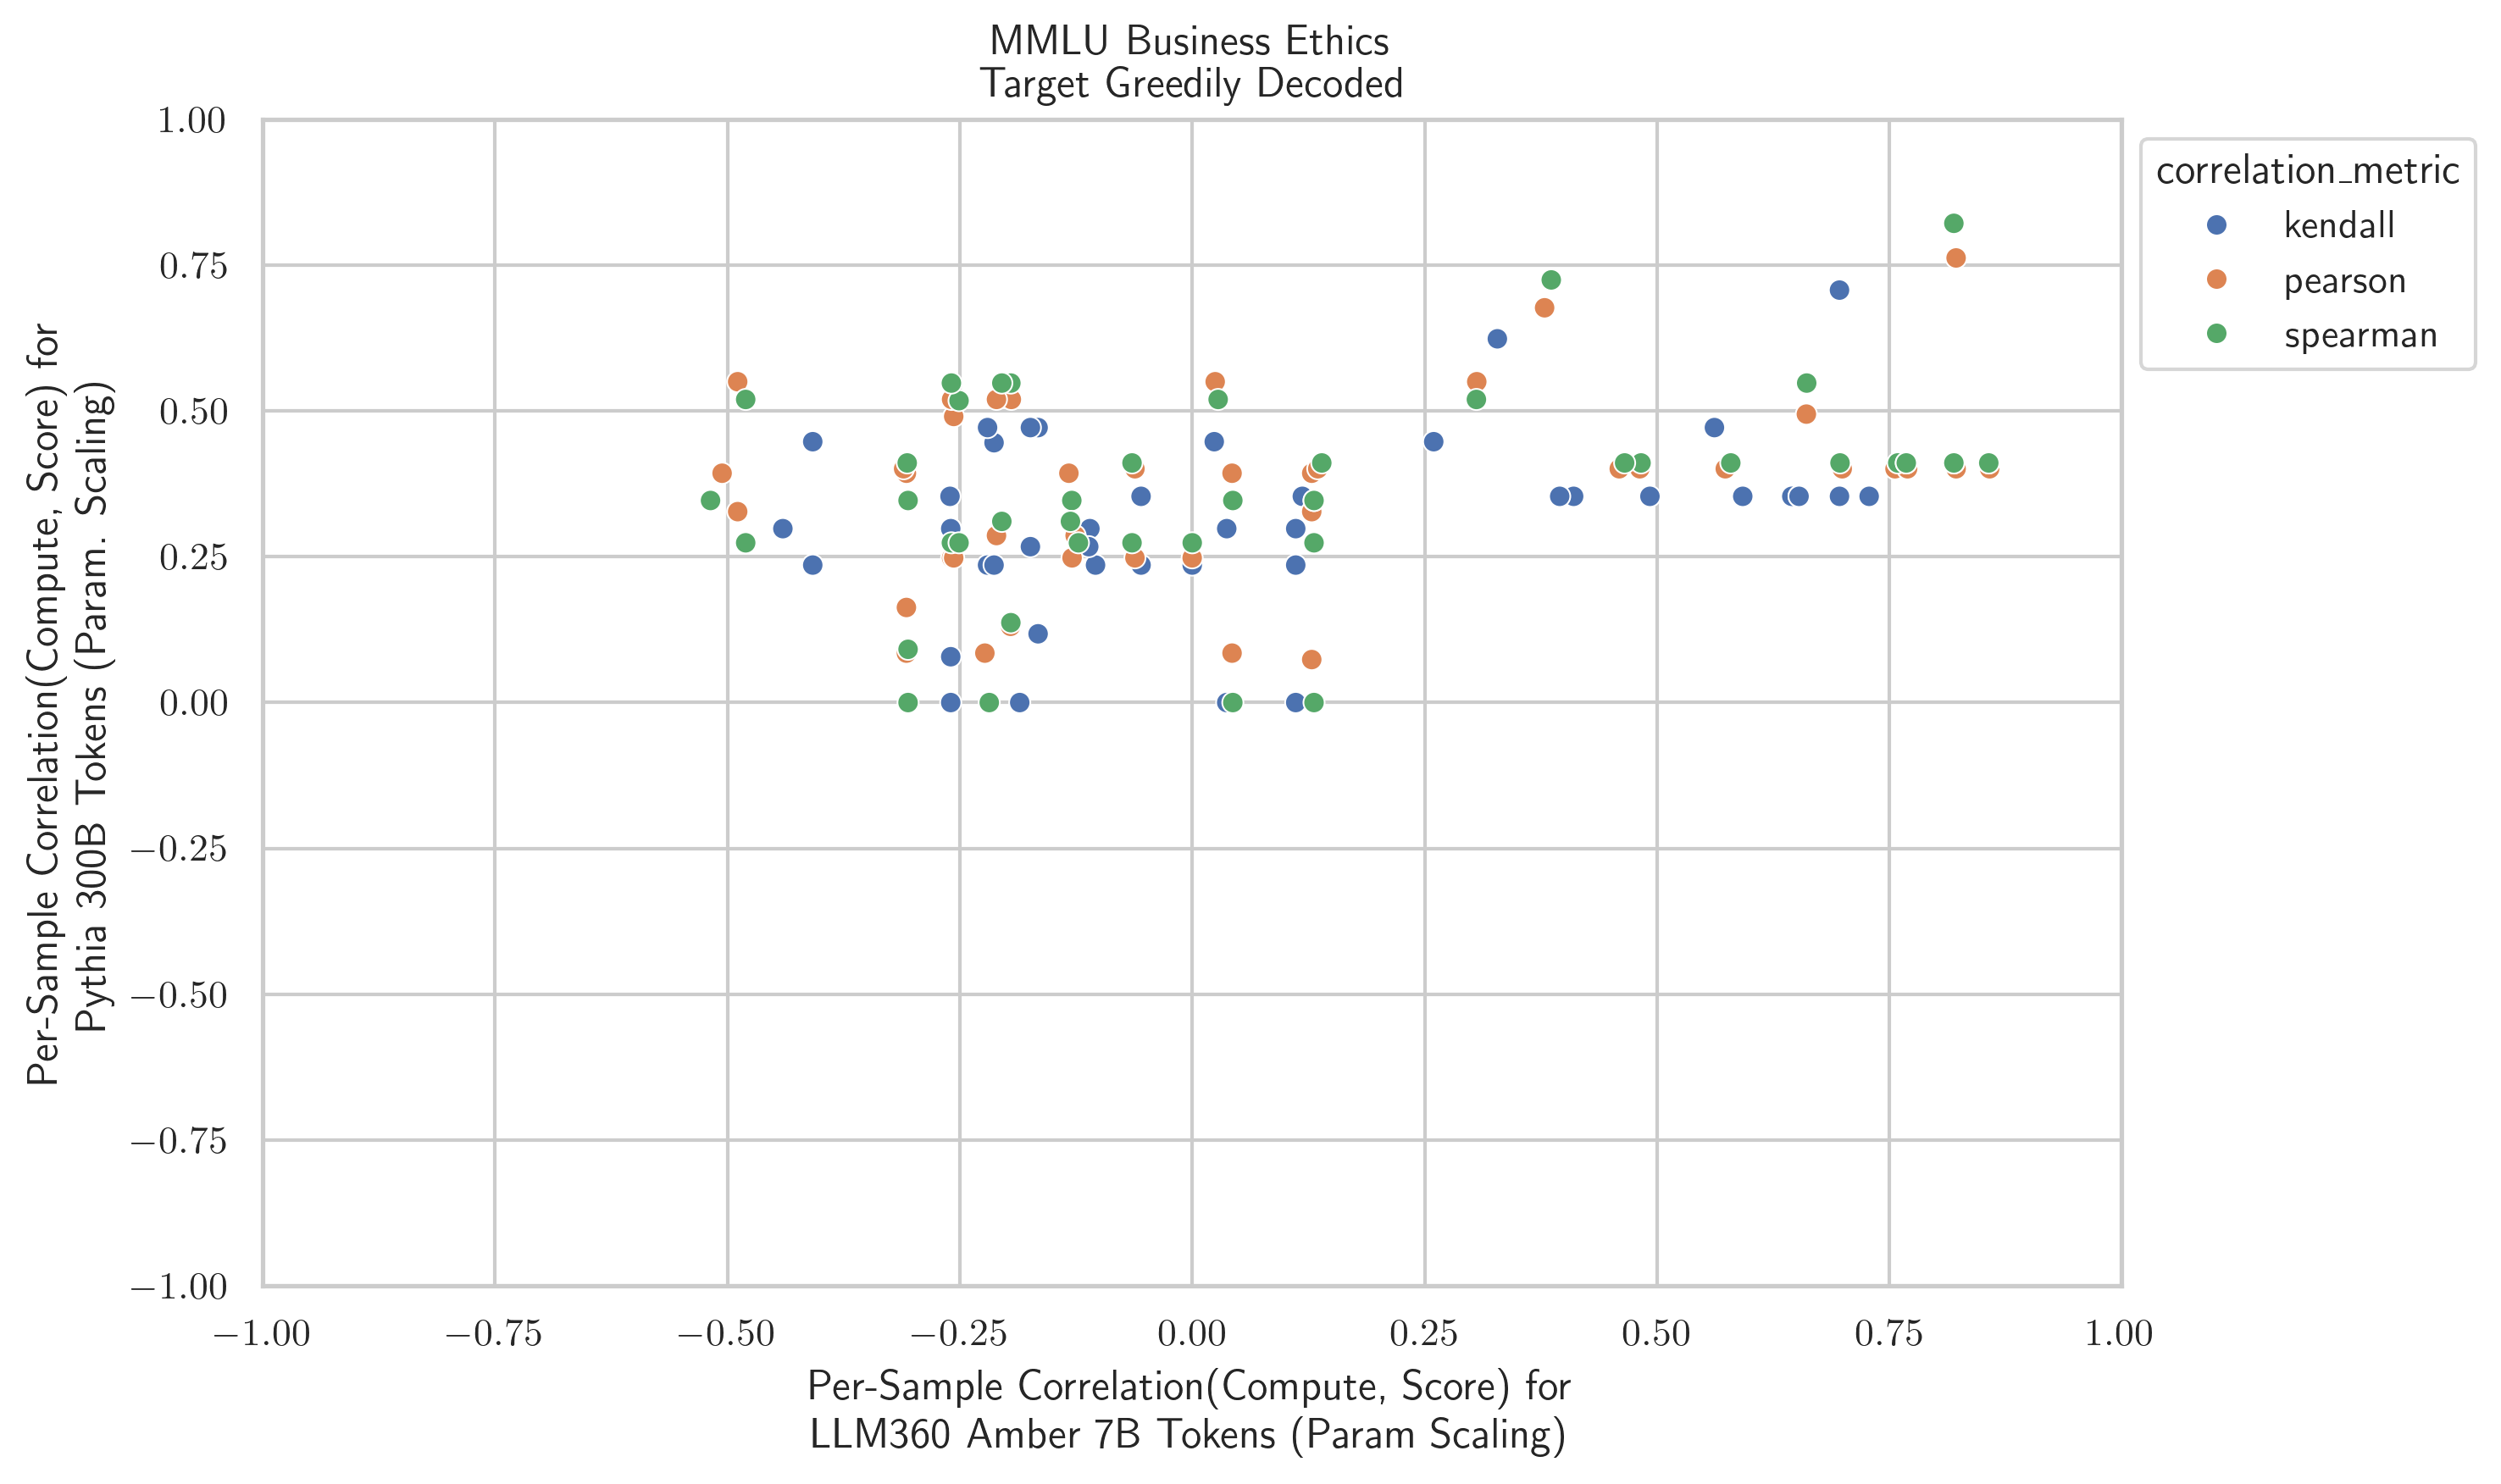 MMLU Business Ethics
Target Greedily Decoded
Per-Sample Correlation(Compute, Score) for
Pythia 300B Tokens (Param. Scaling)
1.00
0.75
0.50
0.25
0.00
−0.25
−0.50
−0.75
−1.00
−1.00
−0.75
−0.50
−0.25
0.00
0.25
0.50
0.75
1.00
Per-Sample Correlation(Compute, Score) for
LLM360 Amber 7B Tokens (Param Scaling)
correlation_metric
kendall
pearson
spearman